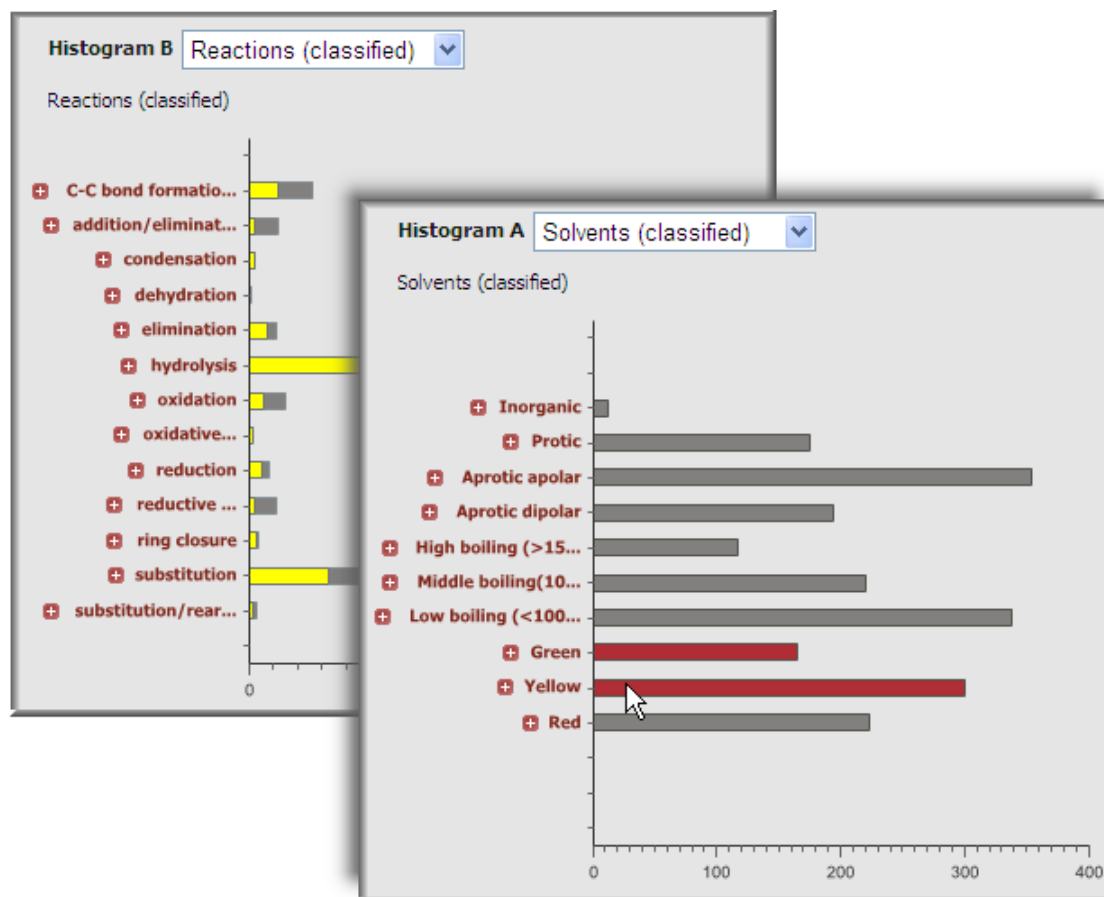 Histogram B Reactions (classified)
Reactions (classified)
C-C bond formatio...
addition/eliminat...
condensation
dehydration
elimination
hydrolysis
oxidation
oxidative...
reduction
reductive ...
ring closure
substitution
substitution/rear...
0
Histogram A Solvents (classified)
Solvents (classified)
Inorganic
Protic
Aprotic apolar
Aprotic dipolar
High boiling (>15...
Middle boiling(10...
Low boiling (<100...
Green
Yellow
Red
0 100 200 300 400